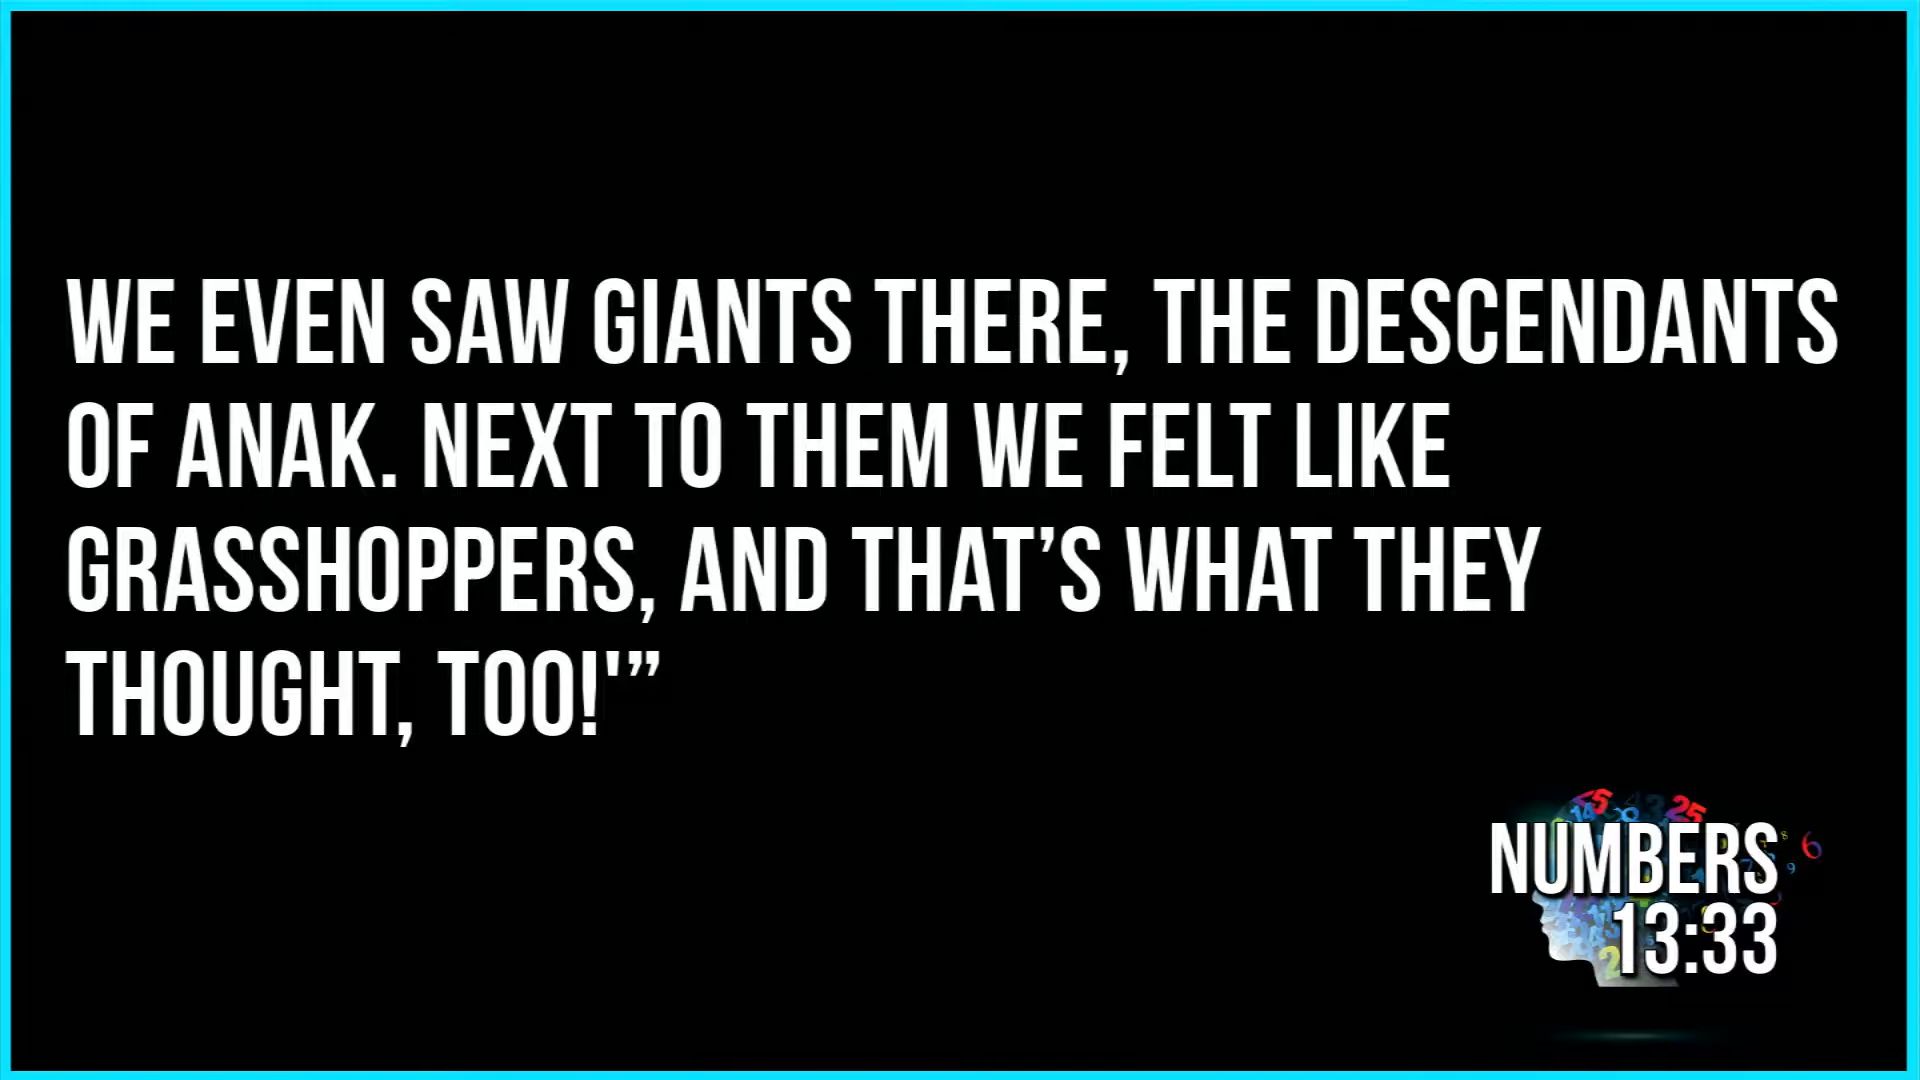 WE EVEN SAW GIANTS THERE, THE DESCENDANTS
OF ANAK. NEXT TO THEM WE FELT LIKE
GRASSHOPPERS, AND THAT’S WHAT THEY
THOUGHT, TOO!'”
NUMBERS
13:33